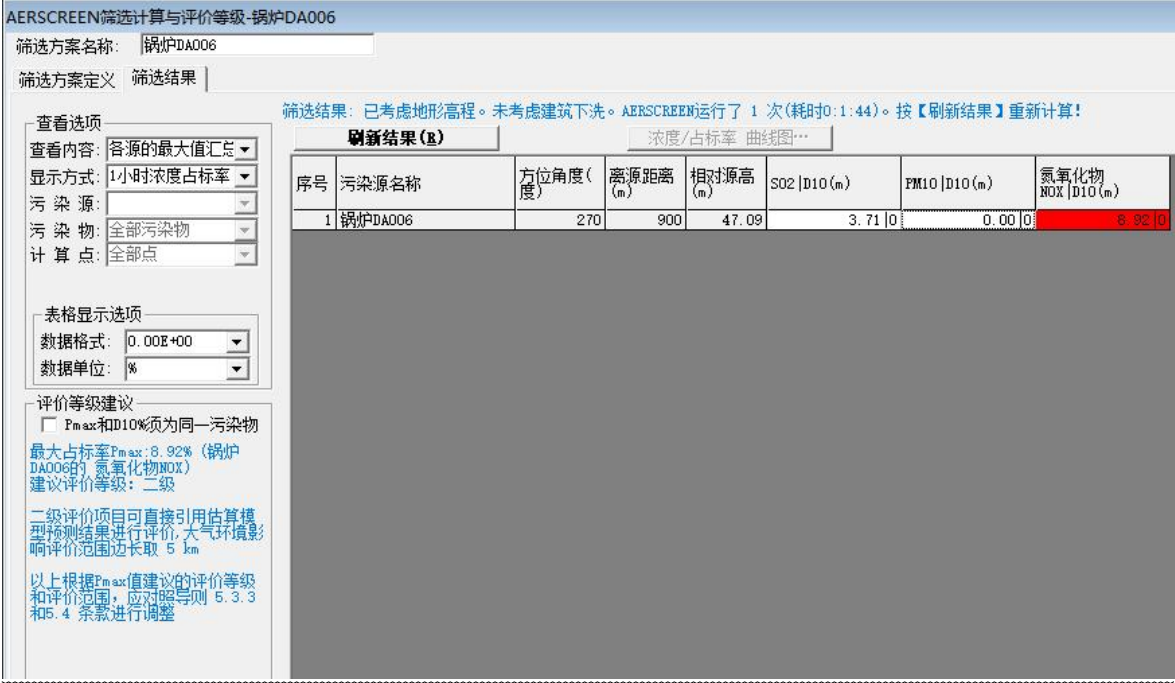 AERSCREEN筛选计算与评价等级-锅炉DA006
筛选方案名称: 锅炉DA006
筛选方案定义 筛选结果
筛选结果: 已考虑地形高程。未考虑建筑下洗。AERSCREEN运行了 1 次(耗时0:1:44)。按【刷新结果】重新计算!
查看选项
查看内容: 各源的最大值汇总
显示方式: 1小时浓度占标率
污 染 源:
污 染 物: 全部污染物
计 算 点: 全部点
刷新结果(R) 浓度/占标率 曲线图…
序号 污染源名称 方位角度(度) 离源距离(m) 相对源高(m) SO2|D10(m) PM10|D10(m) 氮氧化物NOX|D10(m)
1 锅炉DA006 270 900 47.09 3.71|0 0.00|0 8.92|0
表格显示选项
数据格式: 0.00E+00
数据单位: %
评价等级建议
Pmax和D10%须为同一污染物
最大占标率Pmax:8.92% (锅炉
DA006的 氮氧化物NOX)
建议评价等级: 二级
二级评价项目可直接引用估算模
型预测结果进行评价,大气环境影
响评价范围边长取 5 km
以上根据Pmax值建议的评价等级
和评价范围,应对照导则 5.3.3
和5.4 条款进行调整